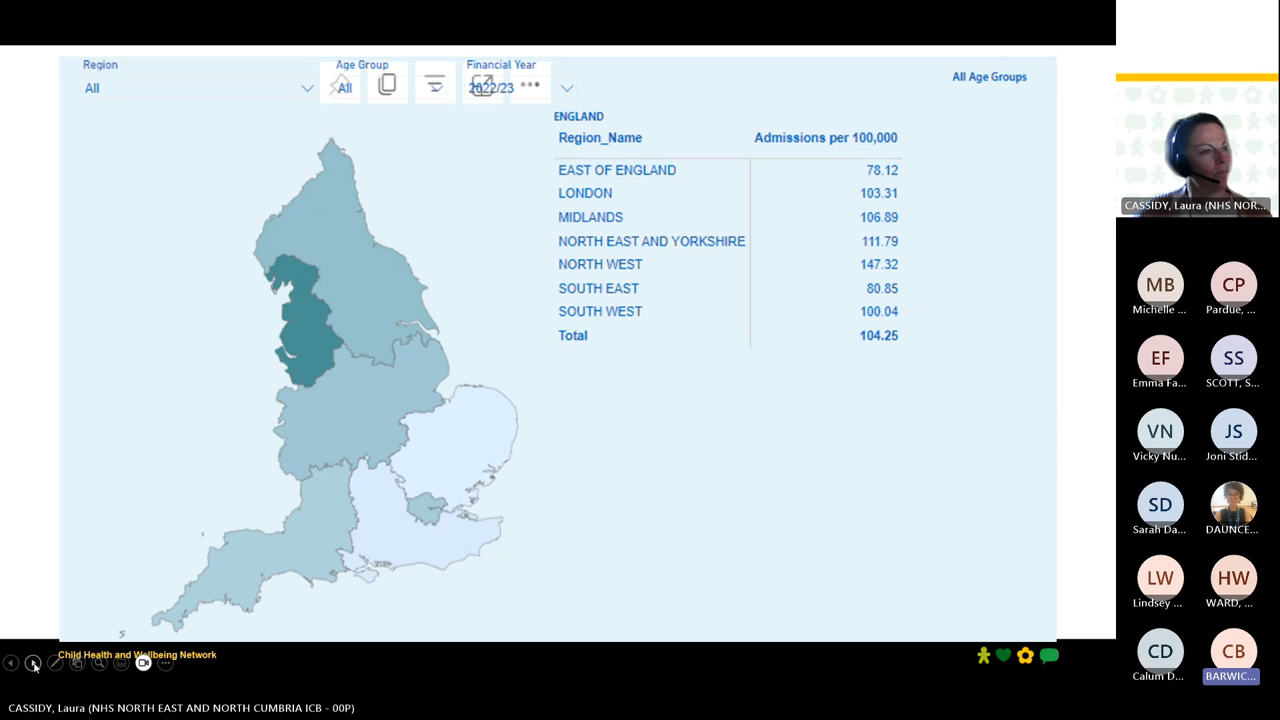 Region
All
Age Group
All
Financial Year
2022/23
All Age Groups
ENGLAND
Region_Name Admissions per 100,000
EAST OF ENGLAND 78.12
LONDON 103.31
MIDLANDS 106.89
NORTH EAST AND YORKSHIRE 111.79
NORTH WEST 147.32
SOUTH EAST 80.85
SOUTH WEST 100.04
Total 104.25
Child Health and Wellbeing Network
CASSIDY, Laura (NHS NORTH EAST AND NORTH CUMBRIA ICB - 00P)
CASSIDY, Laura (NHS NOR...
MB CP
Michelle ... Pardue, ...
EF SS
Emma Fa... SCOTT, S...
VN JS
Vicky Nu... Joni Stid...
SD
Sarah Da... DAUNCE...
LW HW
Lindsey ... WARD, ...
CD CB
Calum D... BARWIC...